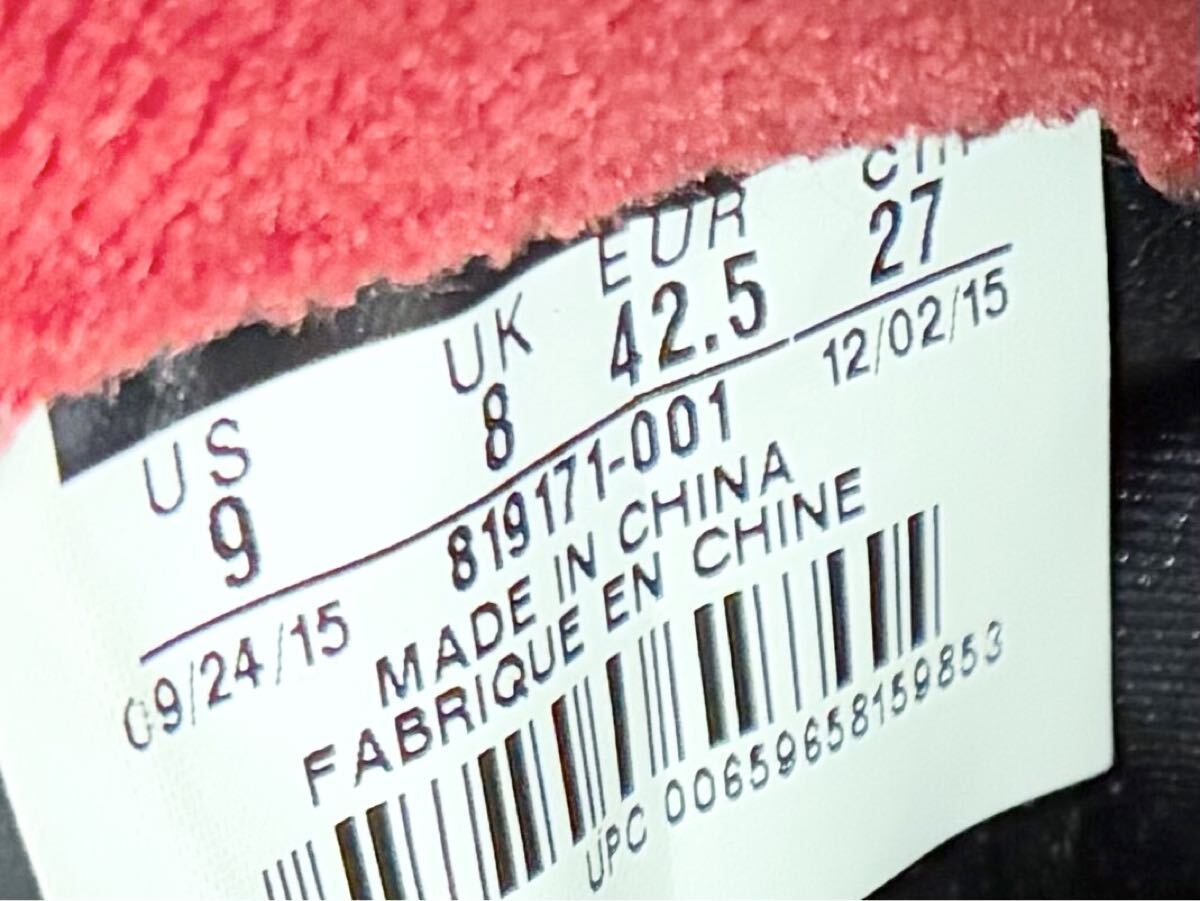 US UK EUR cm
9 8 42.5 27
09/24/15 819171-001 12/02/15
MADE IN CHINA
FABRIQUE EN CHINE
UPC 00659658159853